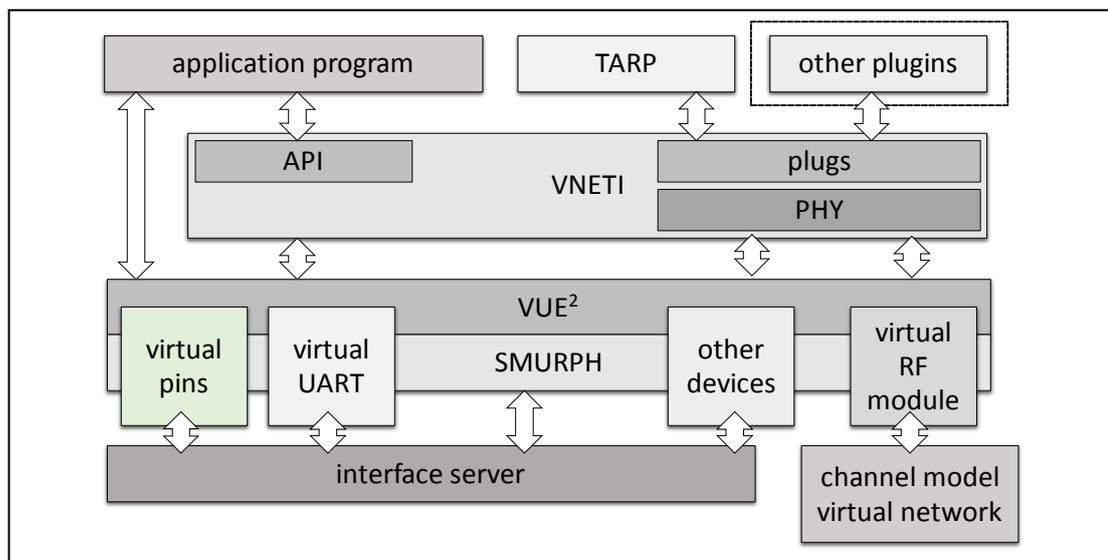 application program
TARP
other plugins
API
plugs
VNETI
PHY
VUE²
virtual
pins
virtual
UART
SMURPH
other
devices
virtual
RF
module
interface server
channel model
virtual network